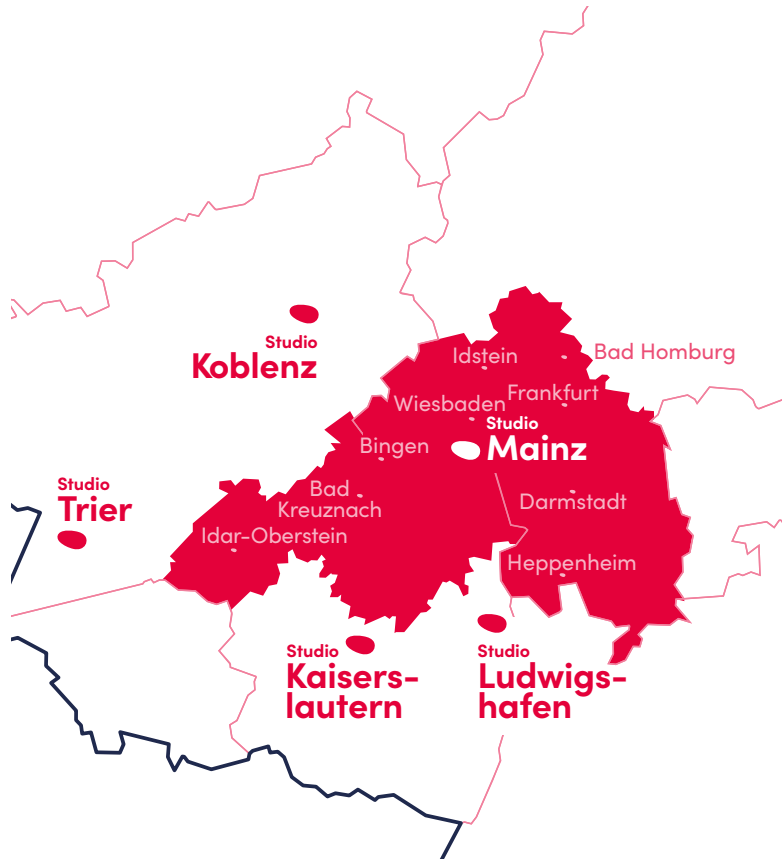 Studio
Koblenz
Idstein
Bad Homburg
Wiesbaden
Frankfurt
Studio
Mainz
Bingen
Studio
Trier
Bad
Kreuznach
Darmstadt
Idar-Oberstein
Heppenheim
Studio
Kaisers-
lautern
Studio
Ludwigs-
hafen